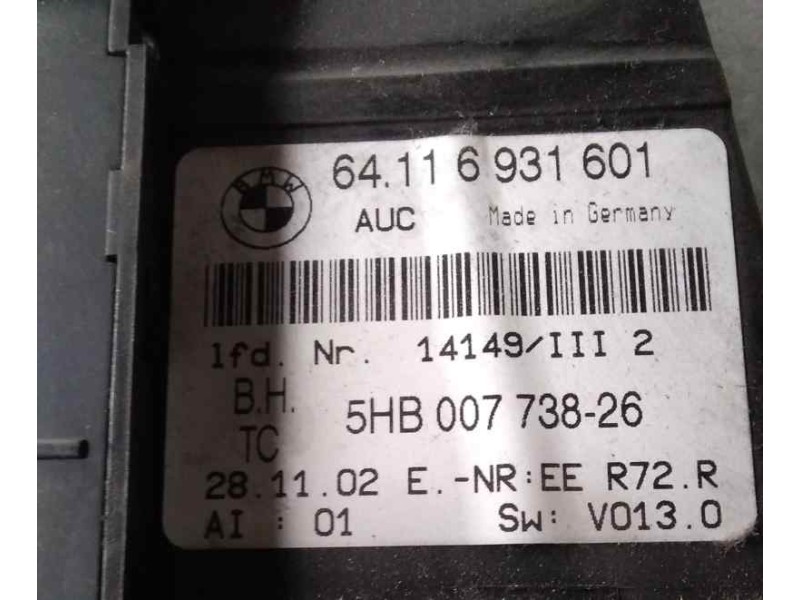 BMW
64.11 6 931 601
AUC Made in Germany
lfd. Nr. 14149/III 2
B.H. 5HB 007 738-26
TC
28.11.02 E.-NR:EE R72.R
AI : 01 SW: V013.0